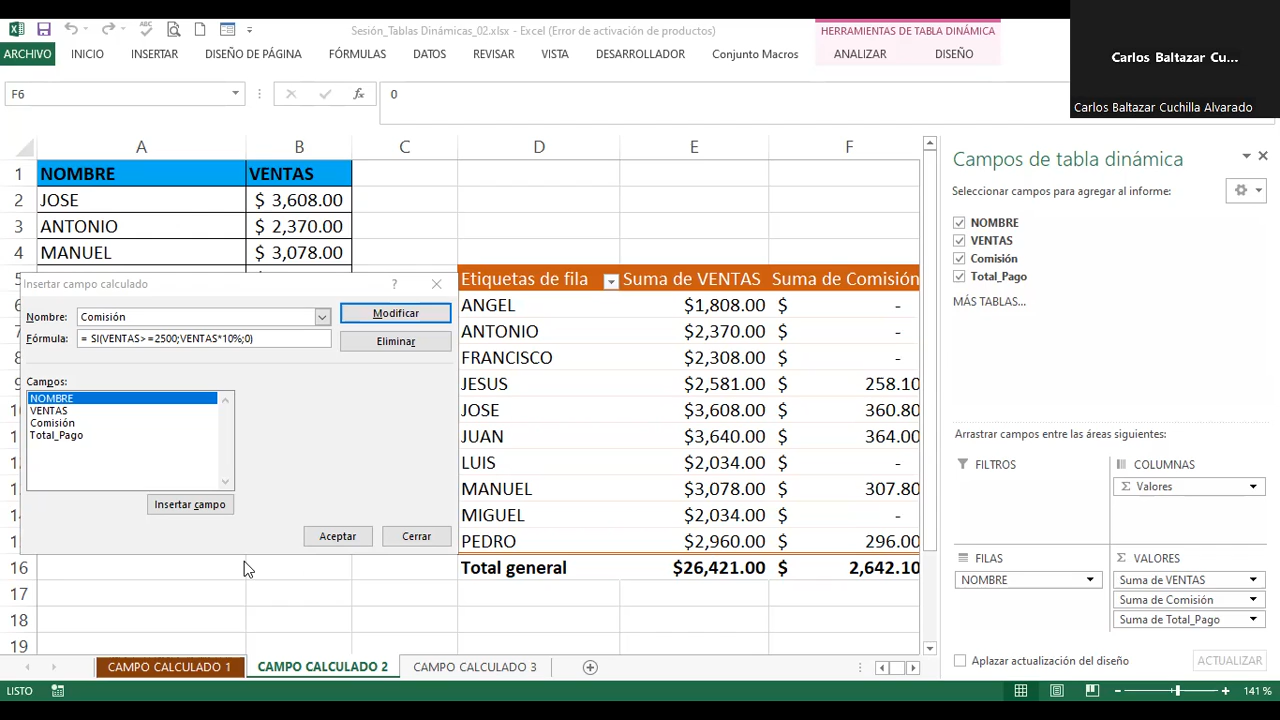 Sesión_Tablas Dinámicas_02.xlsx - Excel (Error de activación de productos)
HERRAMIENTAS DE TABLA DINÁMICA
ARCHIVO INICIO INSERTAR DISEÑO DE PÁGINA FÓRMULAS DATOS REVISAR VISTA DESARROLLADOR Conjunto Macros ANALIZAR DISEÑO
Carlos Baltazar Cu...
Carlos Baltazar Cuchilla Alvarado
F6 fx 0
A B C D E F
1 NOMBRE VENTAS
2 JOSE $ 3,608.00
3 ANTONIO $ 2,370.00
4 MANUEL $ 3,078.00
Etiquetas de fila Suma de VENTAS Suma de Comisión
ANGEL $1,808.00 $ -
ANTONIO $2,370.00 $ -
FRANCISCO $2,308.00 $ -
JESUS $2,581.00 $ 258.10
JOSE $3,608.00 $ 360.80
JUAN $3,640.00 $ 364.00
LUIS $2,034.00 $ -
MANUEL $3,078.00 $ 307.80
MIGUEL $2,034.00 $ -
PEDRO $2,960.00 $ 296.00
16 Total general $26,421.00 $ 2,642.10
17
18
19
Insertar campo calculado ?
Nombre: Comisión Modificar
Fórmula: = SI(VENTAS>=2500;VENTAS*10%;0) Eliminar
Campos:
NOMBRE
VENTAS
Comisión
Total_Pago
Insertar campo
Aceptar Cerrar
CAMPO CALCULADO 1 CAMPO CALCULADO 2 CAMPO CALCULADO 3
LISTO 141 %
Campos de tabla dinámica
Seleccionar campos para agregar al informe:
NOMBRE
VENTAS
Comisión
Total_Pago
MÁS TABLAS...
Arrastrar campos entre las áreas siguientes:
FILTROS
COLUMNAS
Σ Valores
FILAS
NOMBRE
Σ VALORES
Suma de VENTAS
Suma de Comisión
Suma de Total_Pago
Aplazar actualización del diseño ACTUALIZAR